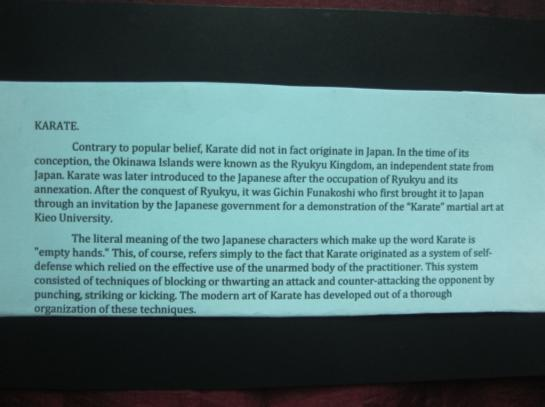 KARATE.
Contrary to popular belief, Karate did not in fact originate in Japan. In the time of its
conception, the Okinawa Islands were known as the Ryukyu Kingdom, an independent state from
Japan. Karate was later introduced to the Japanese after the occupation of Ryukyu and its
annexation. After the conquest of Ryukyu, it was Gichin Funakoshi who first brought it to Japan
through an invitation by the Japanese government for a demonstration of the "Karate" martial art at
Kieo University.
The literal meaning of the two Japanese characters which make up the word Karate is
"empty hands." This, of course, refers simply to the fact that Karate originated as a system of self-
defense which relied on the effective use of the unarmed body of the practitioner. This system
consisted of techniques of blocking or thwarting an attack and counter-attacking the opponent by
punching, striking or kicking. The modern art of Karate has developed out of a thorough
organization of these techniques.